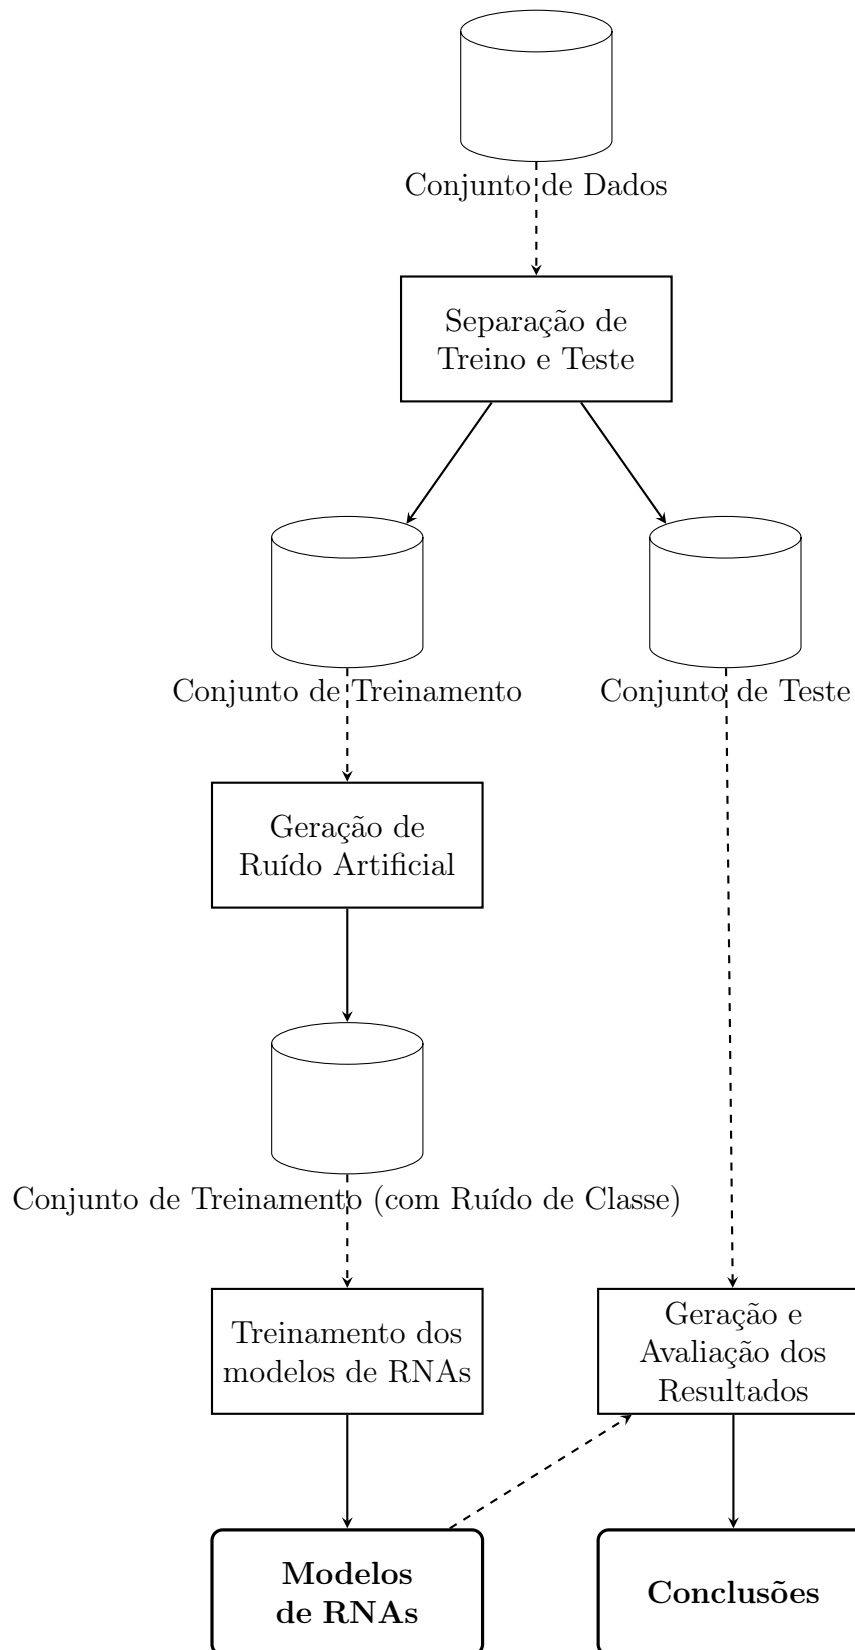 Conjunto de Dados
Separação de
Treino e Teste
Conjunto de Treinamento
Conjunto de Teste
Geração de
Ruído Artificial
Conjunto de Treinamento (com Ruído de Classe)
Treinamento dos
modelos de RNAs
Geração e
Avaliação dos
Resultados
Modelos
de RNAs
Conclusões